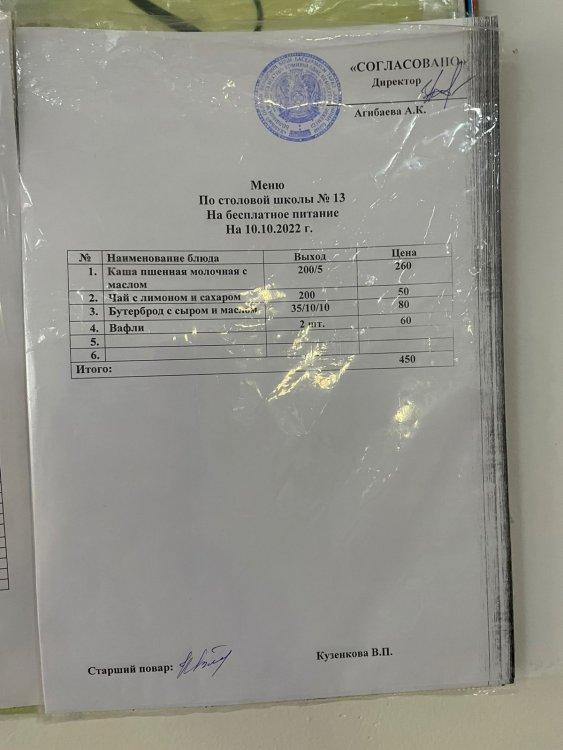 «СОГЛАСОВАНО»
Директор
Агибаева А.К.
Меню
По столовой школы № 13
На бесплатное питание
На 10.10.2022 г.
№ Наименование блюда Выход Цена
1. Каша пшенная молочная с 200/5 260
маслом
2. Чай с лимоном и сахаром 200 50
3. Бутерброд с сыром и маслом 35/10/10 80
4. Вафли 2 шт. 60
5.
6.
Итого: 450
Старший повар: Кузенкова В.П.